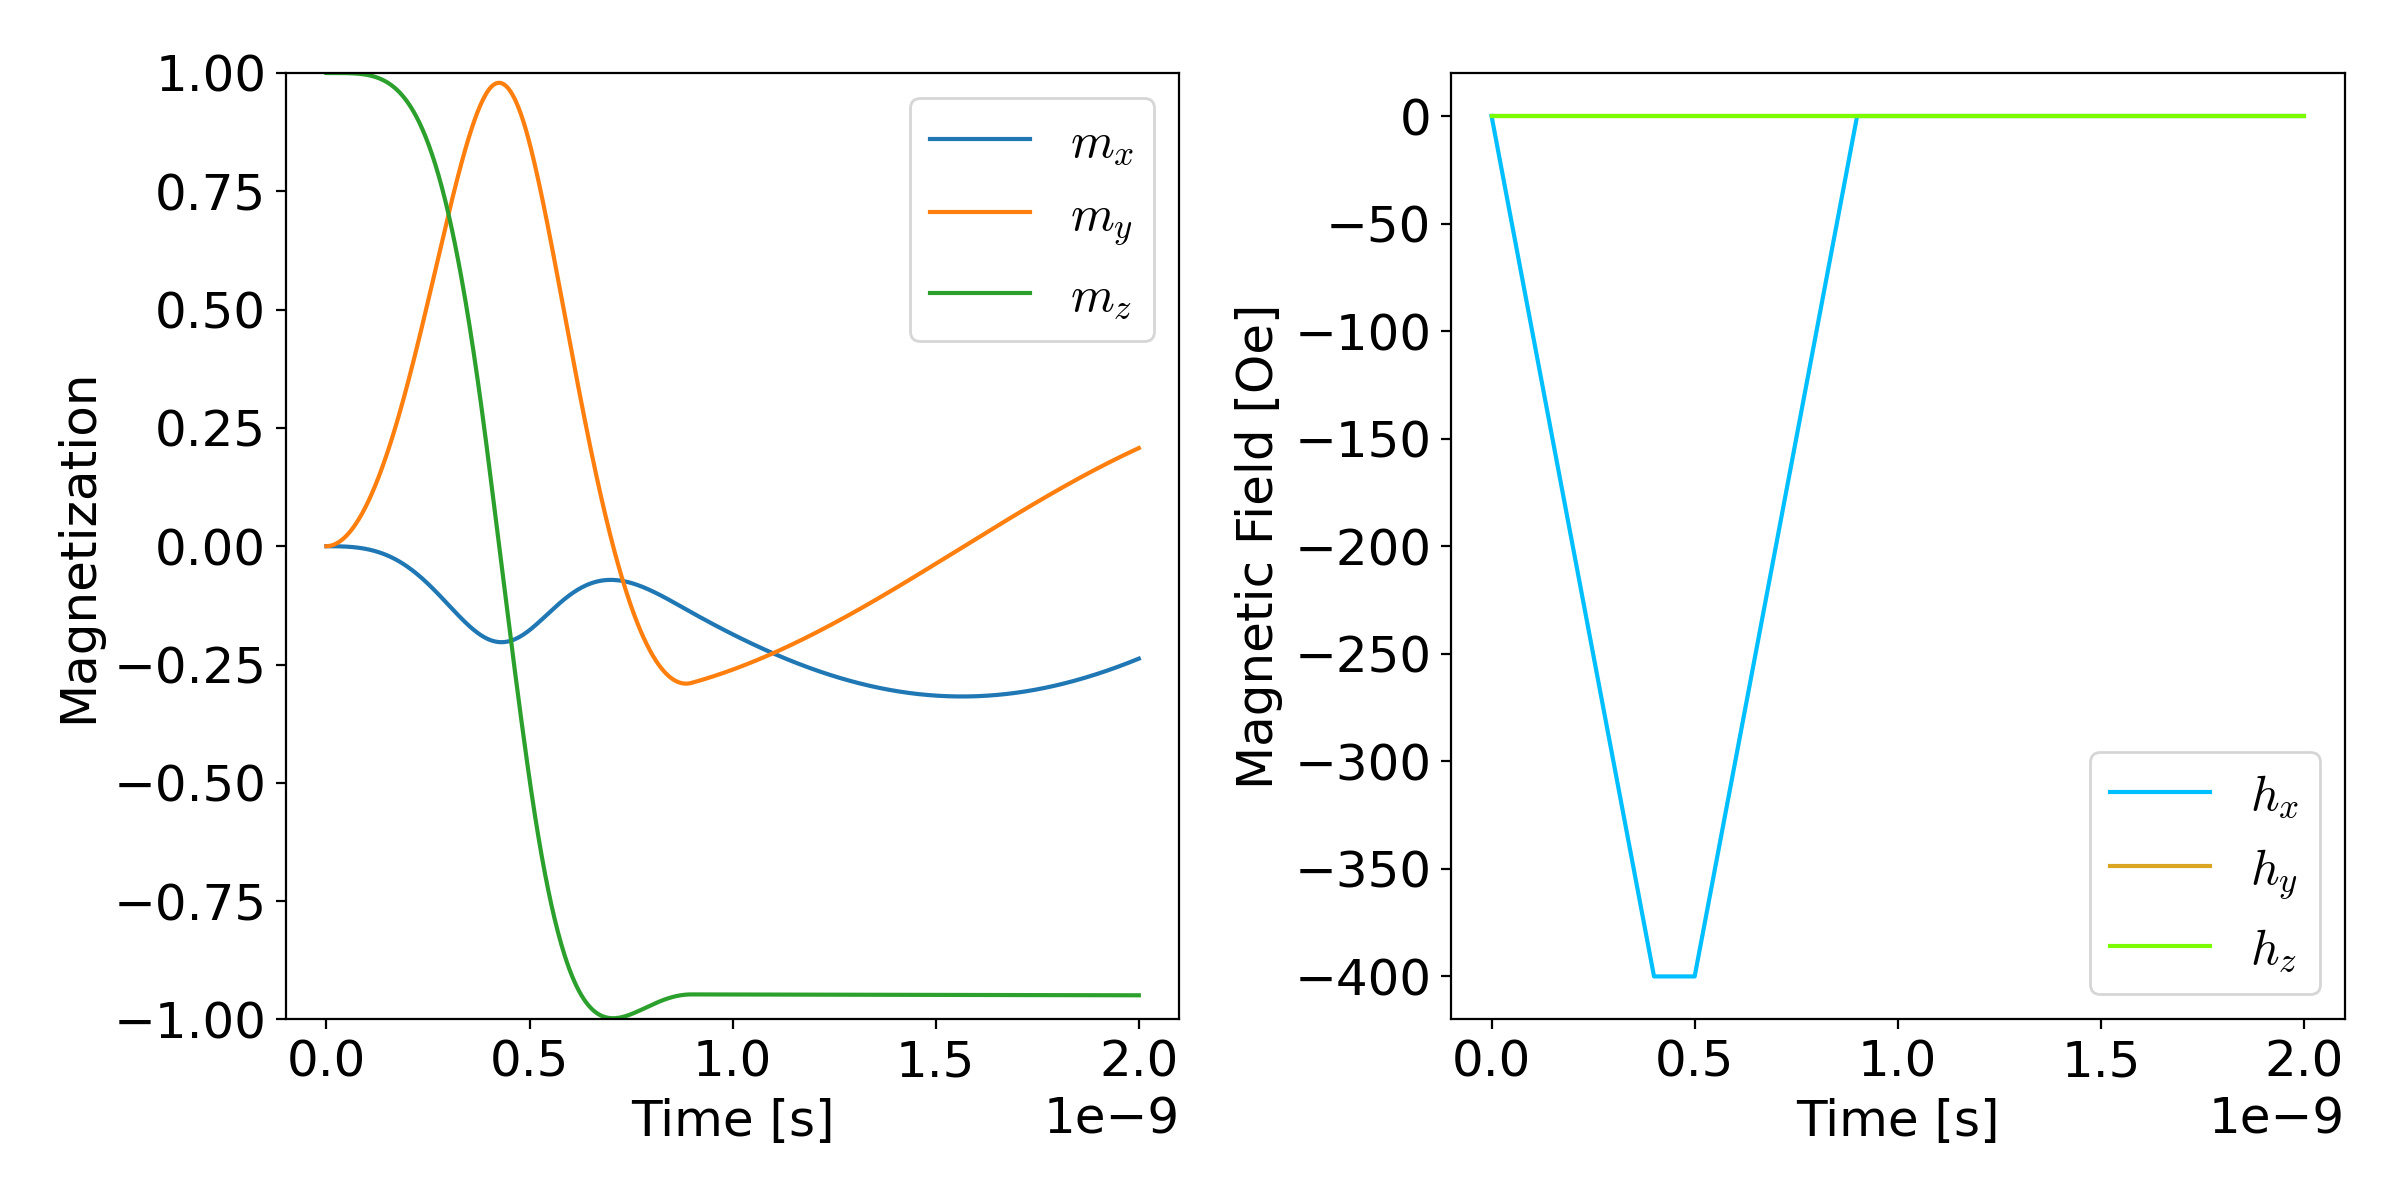 Magnetization
1.00
0.75
0.50
0.25
0.00
−0.25
−0.50
−0.75
−1.00
0.0 0.5 1.0 1.5 2.0
Time [s]
1e−9
m_x
m_y
m_z
Magnetic Field [Oe]
0
−50
−100
−150
−200
−250
−300
−350
−400
0.0 0.5 1.0 1.5 2.0
Time [s]
1e−9
h_x
h_y
h_z